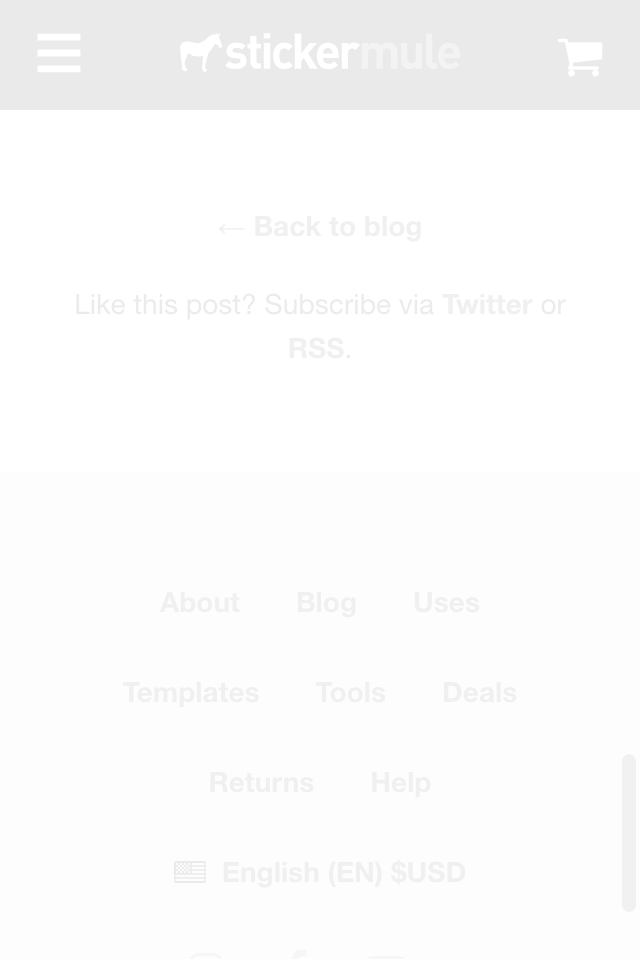 stickermule
← Back to blog
Like this post? Subscribe via Twitter or
RSS.
About Blog Uses
Templates Tools Deals
Returns Help
English (EN) $USD